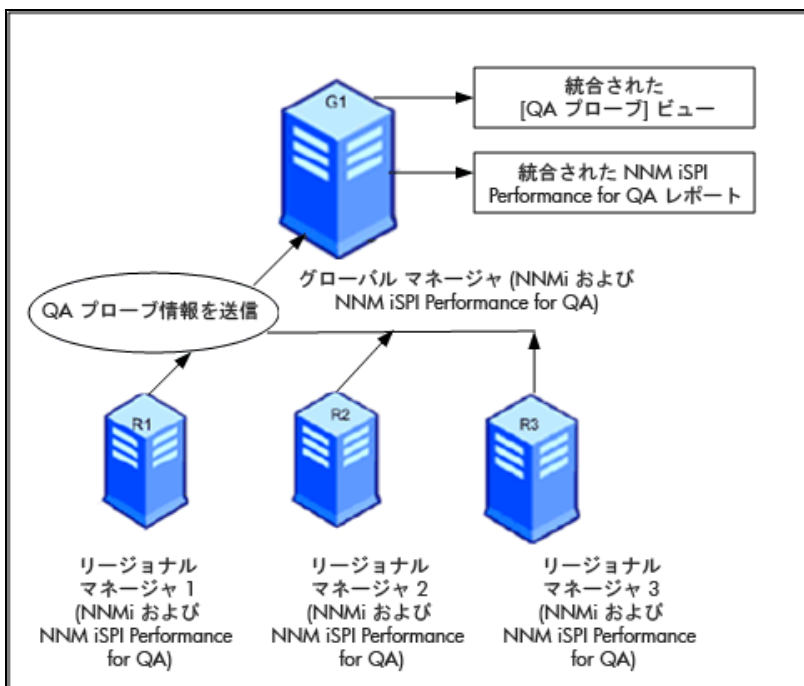 G1
統合された
[QA プローブ] ビュー
統合された NNM iSPI
Performance for QA レポート
グローバル マネージャ (NNMi および
NNM iSPI Performance for QA)
QA プローブ情報を送信
R1
R2
R3
リージョナル
マネージャ 1
(NNMi および
NNM iSPI Performance
for QA)
リージョナル
マネージャ 2
(NNMi および
NNM iSPI Performance
for QA)
リージョナル
マネージャ 3
(NNMi および
NNM iSPI Performance
for QA)